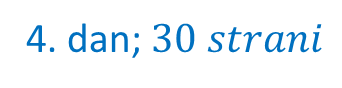 4. dan; 30 strani